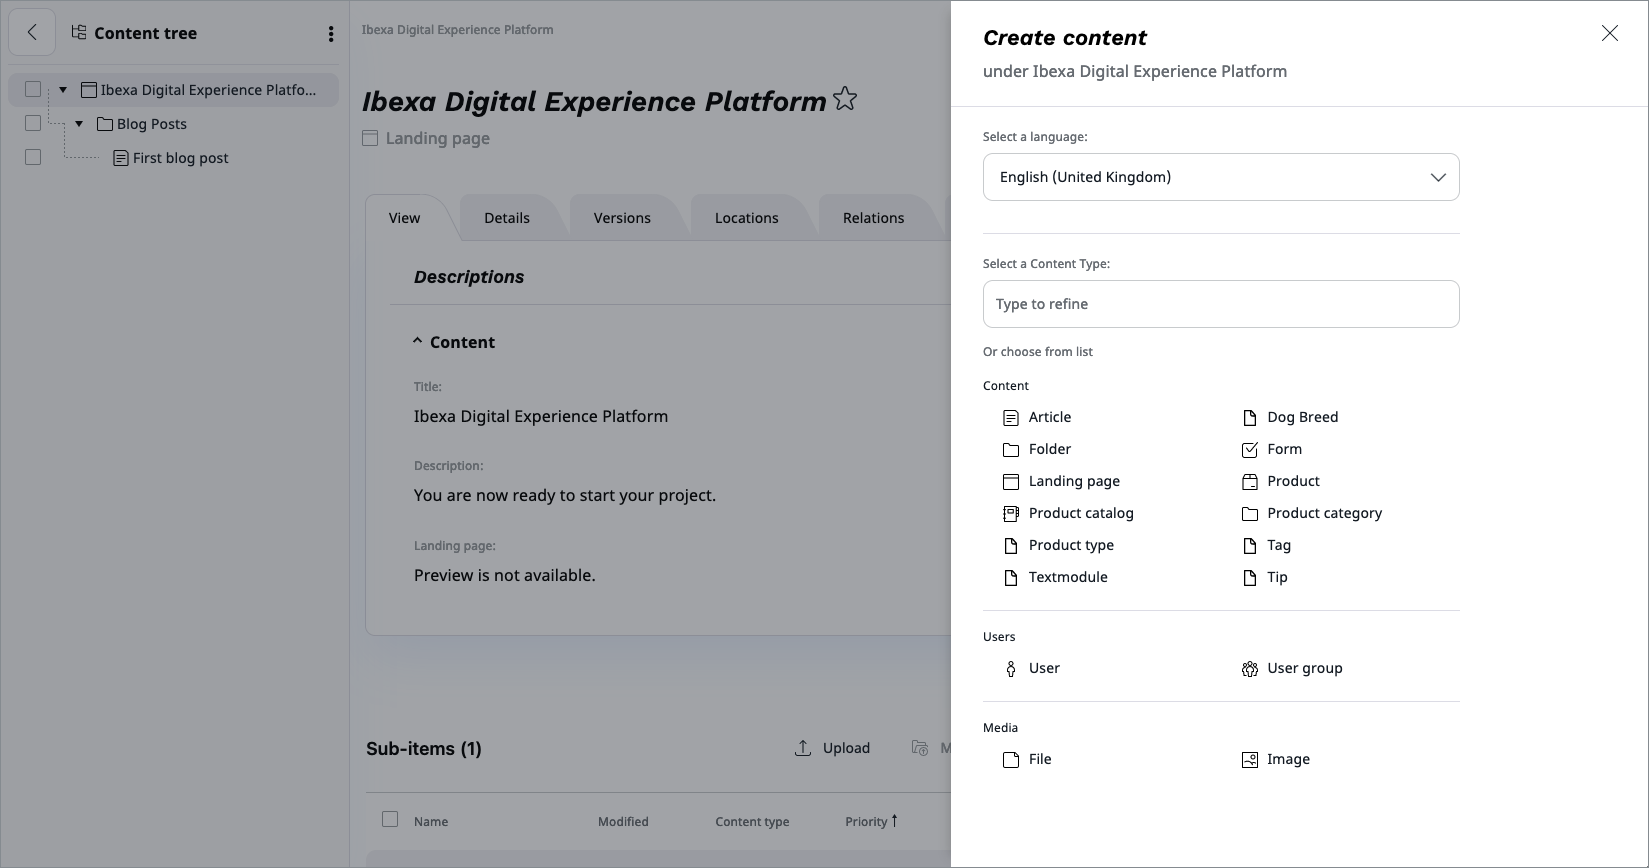 Content tree
Ibexa Digital Experience Platfo...
Blog Posts
First blog post
Ibexa Digital Experience Platform
Ibexa Digital Experience Platform
Landing page
View
Details
Versions
Locations
Relations
Descriptions
Content
Title:
Ibexa Digital Experience Platform
Description:
You are now ready to start your project.
Landing page:
Preview is not available.
Sub-items (1)
Upload
M
Name
Modified
Content type
Priority
Create content
under Ibexa Digital Experience Platform
Select a language:
English (United Kingdom)
Select a Content Type:
Type to refine
Or choose from list
Content
Article
Dog Breed
Folder
Form
Landing page
Product
Product catalog
Product category
Product type
Tag
Textmodule
Tip
Users
User
User group
Media
File
Image